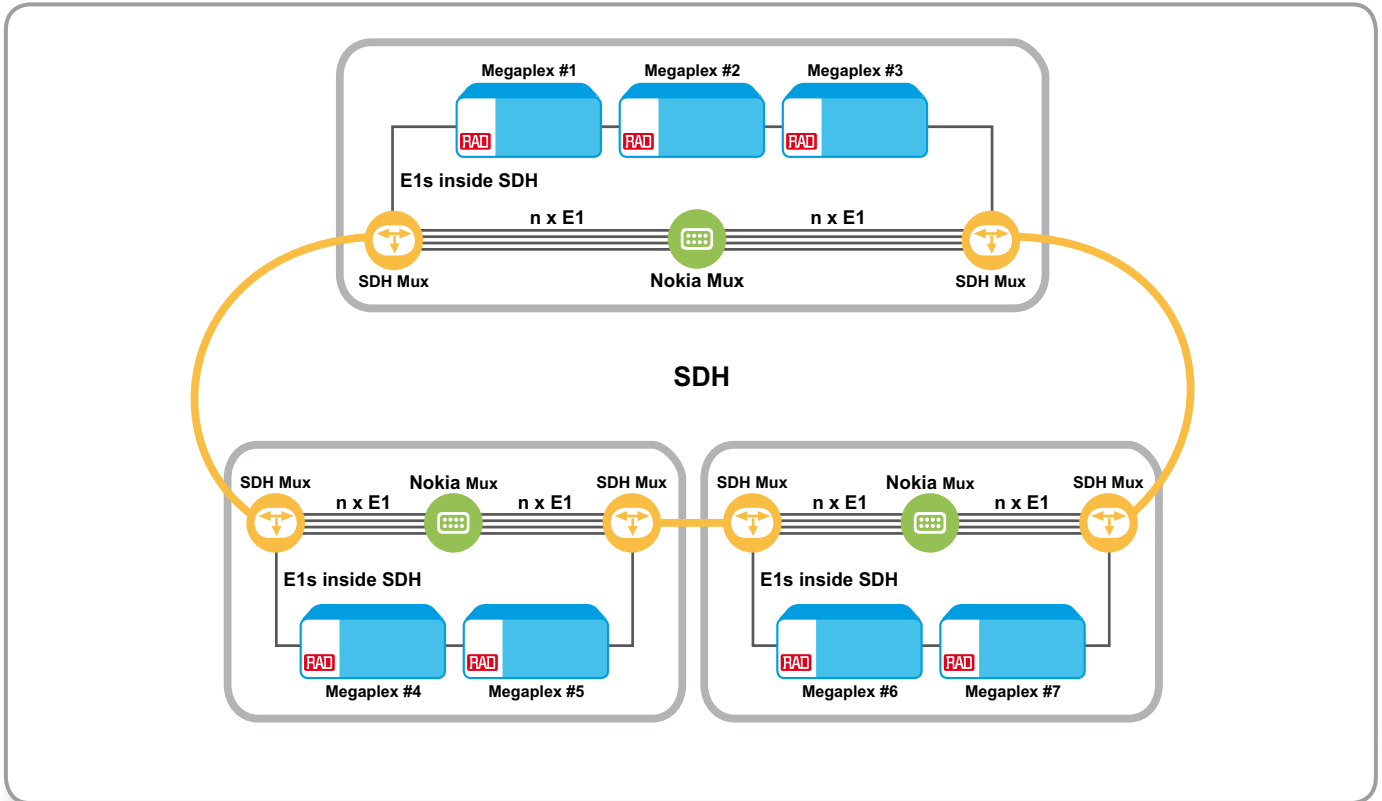 Megaplex #1
Megaplex #2
Megaplex #3
RAD
RAD
RAD
E1s inside SDH
n x E1
n x E1
SDH Mux
Nokia Mux
SDH Mux
SDH
SDH Mux
Nokia Mux
SDH Mux
n x E1
n x E1
E1s inside SDH
RAD
RAD
Megaplex #4
Megaplex #5
SDH Mux
Nokia Mux
SDH Mux
n x E1
n x E1
E1s inside SDH
RAD
RAD
Megaplex #6
Megaplex #7